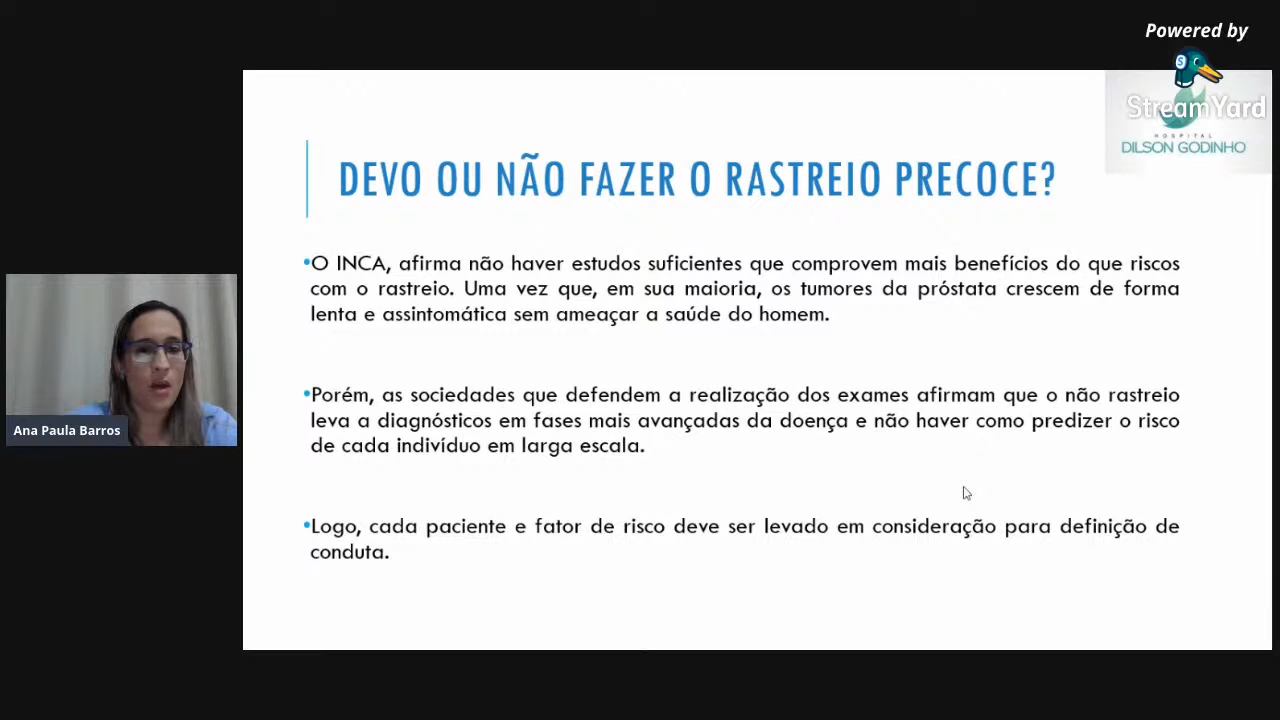 Powered by
StreamYard
HOSPITAL
DILSON GODINHO
DEVO OU NÃO FAZER O RASTREIO PRECOCE?
•O INCA, afirma não haver estudos suficientes que comprovem mais benefícios do que riscos
com o rastreio. Uma vez que, em sua maioria, os tumores da próstata crescem de forma
lenta e assintomática sem ameaçar a saúde do homem.
•Porém, as sociedades que defendem a realização dos exames afirmam que o não rastreio
leva a diagnósticos em fases mais avançadas da doença e não haver como predizer o risco
de cada indivíduo em larga escala.
•Logo, cada paciente e fator de risco deve ser levado em consideração para definição de
conduta.
Ana Paula Barros